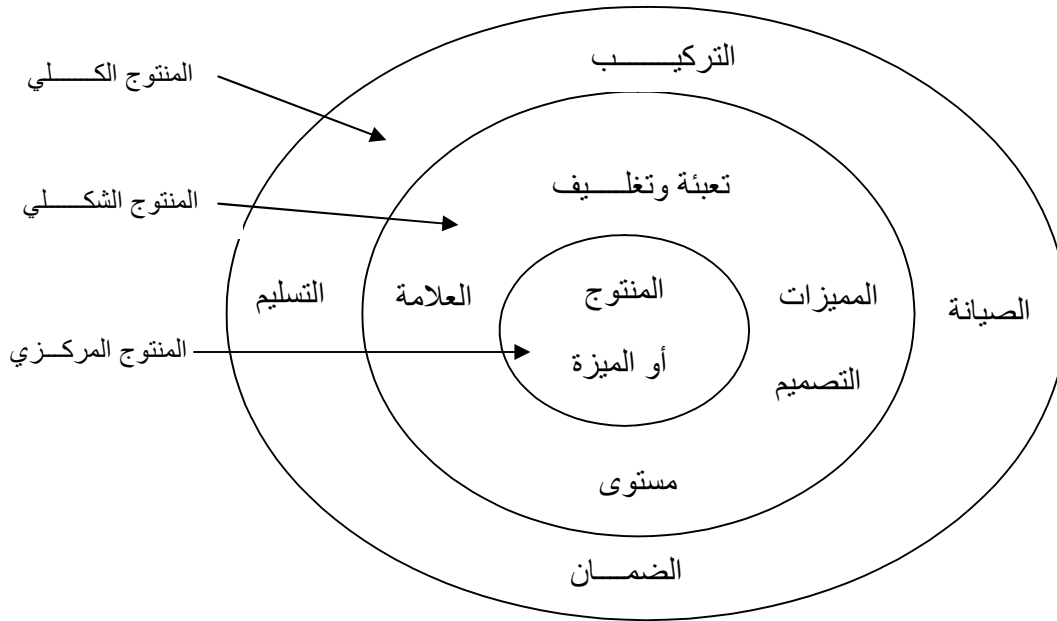 التركيب
المنتوج الكلي
تعبئة وتغليف
المنتوج الشكلي
المنتوج
المميزات
العلامة
التسليم
الصيانة
المنتوج المركزي
أو الميزة
التصميم
مستوى
الضمان